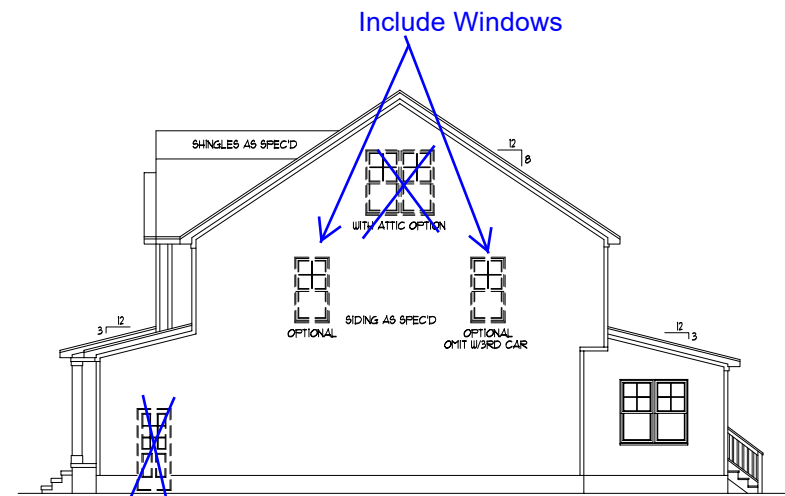 Include Windows
SHINGLES AS SPEC'D
12
8
WITH ATTIC OPTION
12
3
OPTIONAL
SIDING AS SPEC'D
OPTIONAL
OMIT W/3RD CAR
12
3